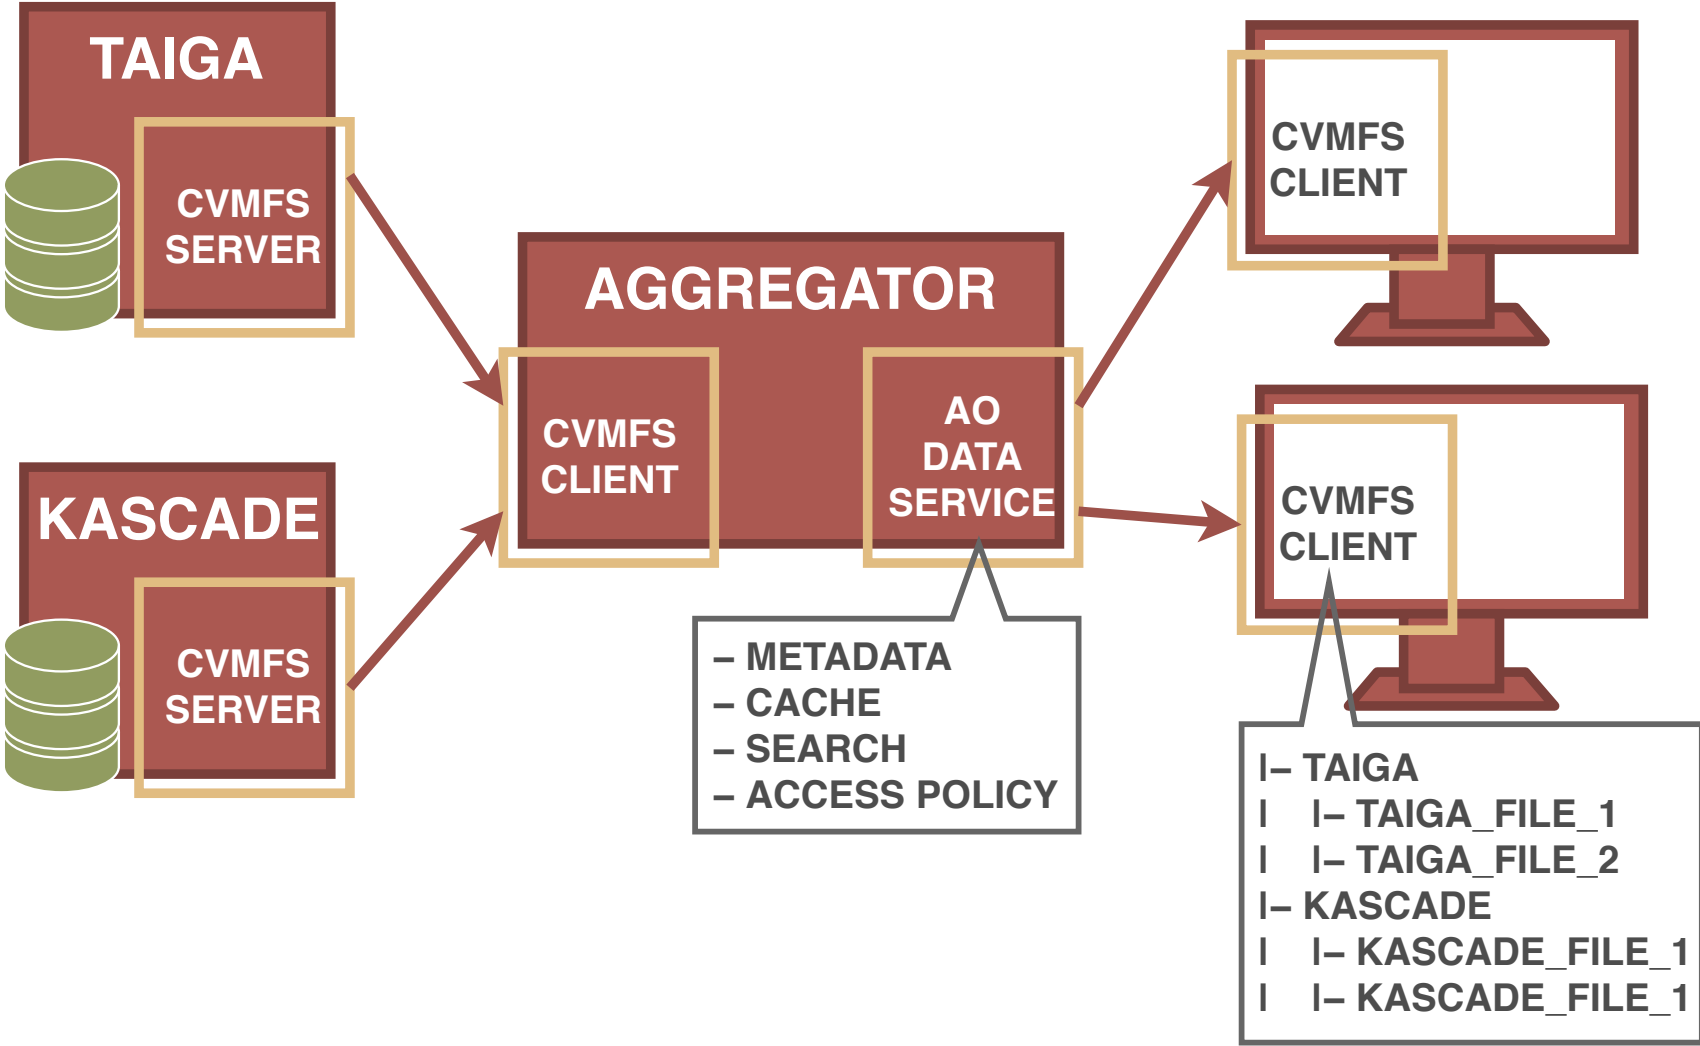 TAIGA
CVMFS
SERVER
KASCADE
CVMFS
SERVER
AGGREGATOR
CVMFS
CLIENT
AO
DATA
SERVICE
– METADATA
– CACHE
– SEARCH
– ACCESS POLICY
CVMFS
CLIENT
CVMFS
CLIENT
|– TAIGA
| |– TAIGA_FILE_1
| |– TAIGA_FILE_2
|– KASCADE
| |– KASCADE_FILE_1
| |– KASCADE_FILE_1